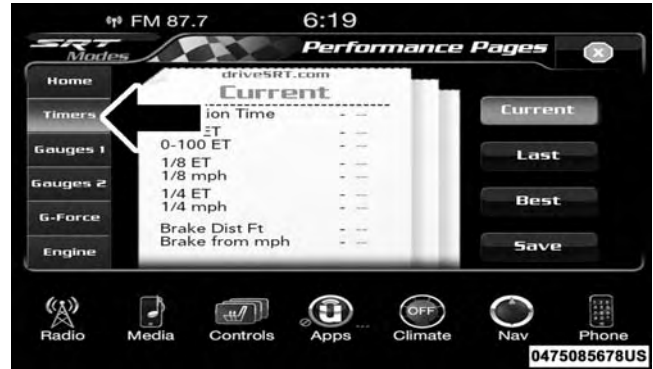 FM 87.7 6:19
SRT Modes Performance Pages
Home
Timers
Gauges 1
Gauges 2
G-Force
Engine
driveSRT.com
Current
ion Time - --
ET - --
0-100 ET - --
1/8 ET - --
1/8 mph - --
1/4 ET - --
1/4 mph - --
Brake Dist Ft - --
Brake from mph - --
Current
Last
Best
Save
OFF
Radio Media Controls Apps ... Climate Nav Phone
0475085678US